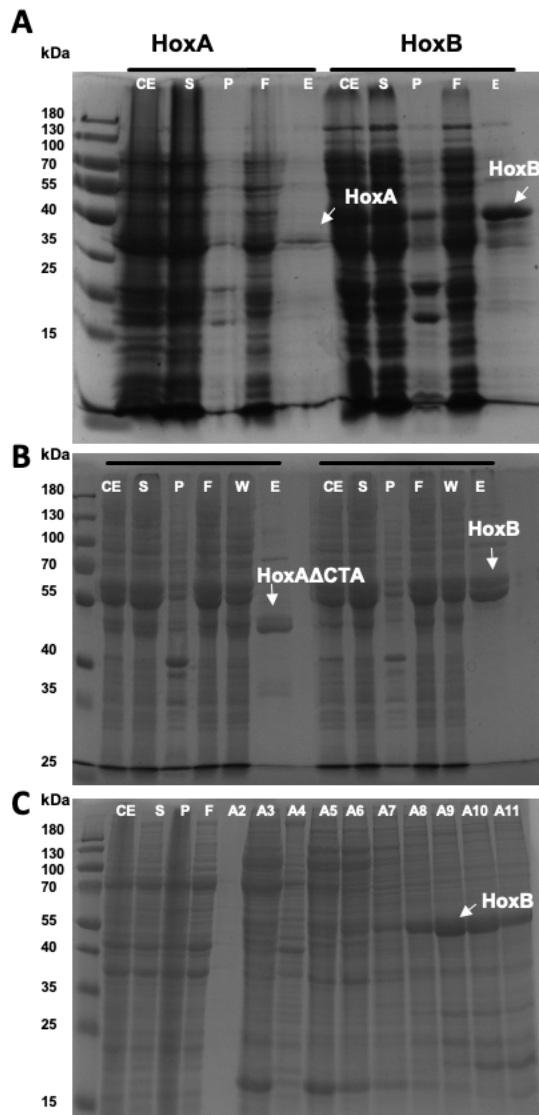 A
HoxA HoxB
kDa
CE S P F E CE S P F E
180
130
100
70
55
40
35
25
15
HoxA
HoxB
B
kDa
CE S P F W E CE S P F W E
180
130
100
70
55
40
35
25
HoxAΔCTA
HoxB
C
kDa
CE S P F A2 A3 A4 A5 A6 A7 A8 A9 A10 A11
180
130
100
70
55
40
35
25
15
HoxB